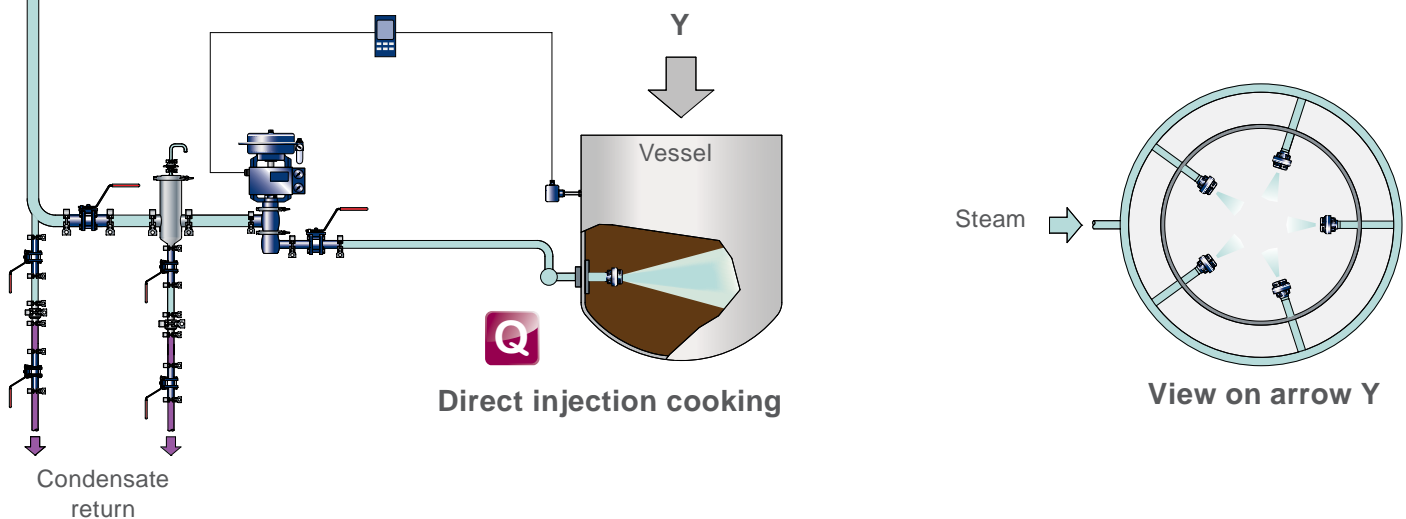 Y
Vessel
Steam
Q
Direct injection cooking
View on arrow Y
Condensate
return